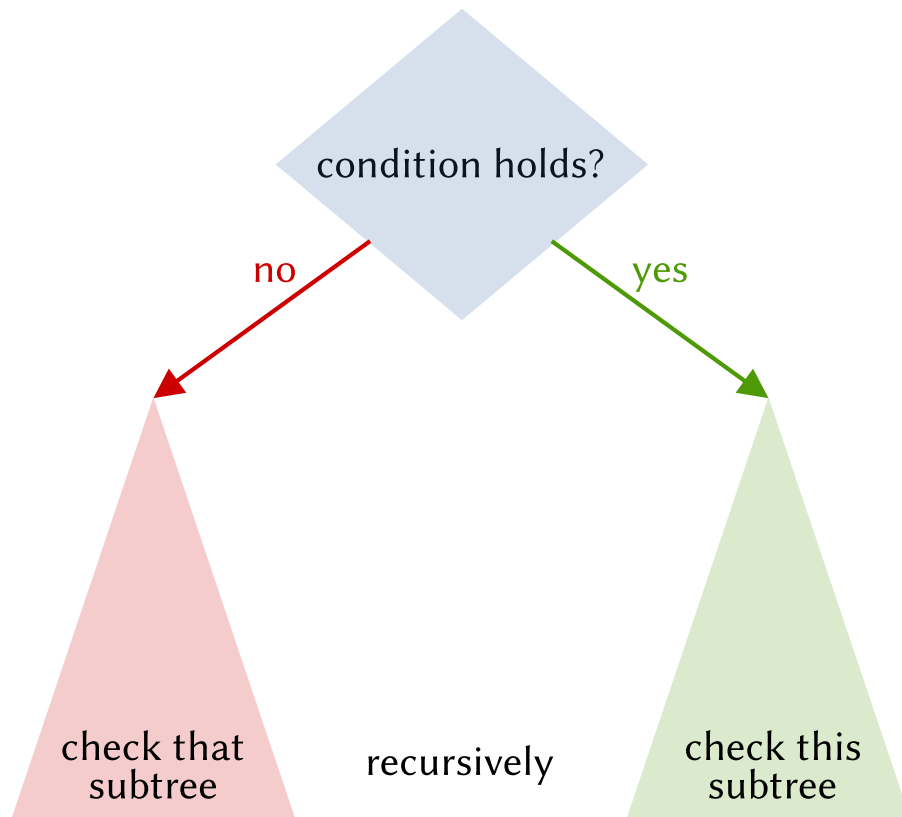 condition holds?
no
yes
check that
subtree
recursively
check this
subtree